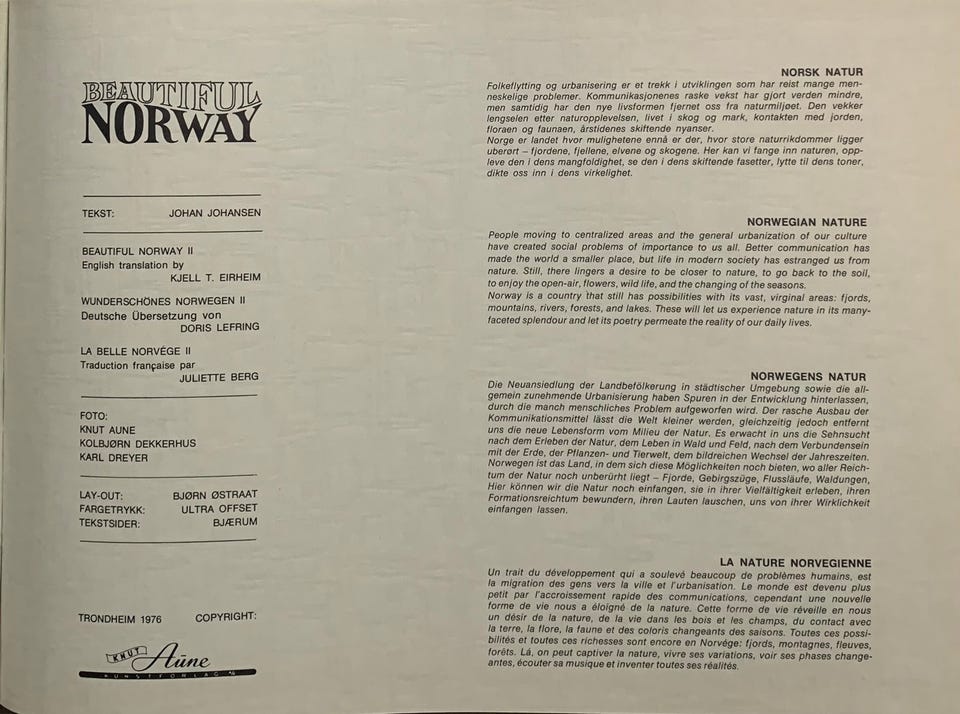 BEAUTIFUL
NORWAY
TEKST: JOHAN JOHANSEN
BEAUTIFUL NORWAY II
English translation by
KJELL T. EIRHEIM
WUNDERSCHÖNES NORWEGEN II
Deutsche Übersetzung von
DORIS LEFRING
LA BELLE NORVÉGE II
Traduction française par
JULIETTE BERG
FOTO:
KNUT AUNE
KOLBJØRN DEKKERHUS
KARL DREYER
LAY-OUT: BJØRN ØSTRAAT
FARGETRYKK: ULTRA OFFSET
TEKSTSIDER: BJÆRUM
TRONDHEIM 1976 COPYRIGHT:
KNUT Aune
KUNSTFORLAG A/S
NORSK NATUR
Folkeflytting og urbanisering er et trekk i utviklingen som har reist mange men-
neskelige problemer. Kommunikasjonenes raske vekst har gjort verden mindre,
men samtidig har den nye livsformen fjernet oss fra naturmiljøet. Den vekker
lengselen etter naturopplevelsen, livet i skog og mark, kontakten med jorden,
floraen og faunaen, årstidenes skiftende nyanser.
Norge er landet hvor mulighetene ennå er der, hvor store naturrikdommer ligger
uberørt – fjordene, fjellene, elvene og skogene. Her kan vi fange inn naturen, opp-
leve den i dens mangfoldighet, se den i dens skiftende fasetter, lytte til dens toner,
dikte oss inn i dens virkelighet.
NORWEGIAN NATURE
People moving to centralized areas and the general urbanization of our culture
have created social problems of importance to us all. Better communication has
made the world a smaller place, but life in modern society has estranged us from
nature. Still, there lingers a desire to be closer to nature, to go back to the soil,
to enjoy the open-air, flowers, wild life, and the changing of the seasons.
Norway is a country that still has possibilities with its vast, virginal areas: fjords,
mountains, rivers, forests, and lakes. These will let us experience nature in its many-
faceted splendour and let its poetry permeate the reality of our daily lives.
NORWEGENS NATUR
Die Neuansiedlung der Landbefölkerung in städtischer Umgebung sowie die all-
gemein zunehmende Urbanisierung haben Spuren in der Entwicklung hinterlassen,
durch die manch menschliches Problem aufgeworfen wird. Der rasche Ausbau der
Kommunikationsmittel lässt die Welt kleiner werden, gleichzeitig jedoch entfernt
uns die neue Lebensform vom Milieu der Natur. Es erwacht in uns die Sehnsucht
nach dem Erleben der Natur, dem Leben in Wald und Feld, nach Verbundensein
mit der Erde, der Pflanzen- und Tierwelt, dem bildreichen Wechsel der Jahreszeiten.
Norwegen ist das Land, in dem sich diese Möglichkeiten noch bieten, wo aller Reich-
tum der Natur noch unberürht liegt – Fjorde, Gebirgszüge, Flussläufe, Waldungen,
Hier können wir die Natur noch einfangen, sie in ihrer Vielfältigkeit erleben, ihren
Formationsreichtum bewundern, ihren Lauten lauschen, uns von ihrer Wirklichkeit
einfangen lassen.
LA NATURE NORVEGIENNE
Un trait du développement qui a soulevé beaucoup de problèmes humains, est
la migration des gens vers la ville et l'urbanisation. Le monde est devenu plus
petit par l'accroissement rapide des communications, cependant une nouvelle
forme de vie nous a éloigné de la nature. Cette forme de vie réveille en nous
un désir de la nature, de la vie dans les bois et les champs, du contact avec
la terre, la flore, la faune et des coloris changeants des saisons. Toutes ces possi-
bilités et toutes ces richesses sont encore en Norvége: fjords, montagnes, fleuves,
foréts. Lá, on peut captiver la nature, vivre ses variations, voir ses phases change-
antes, écouter sa musique et inventer toutes ses réalités.